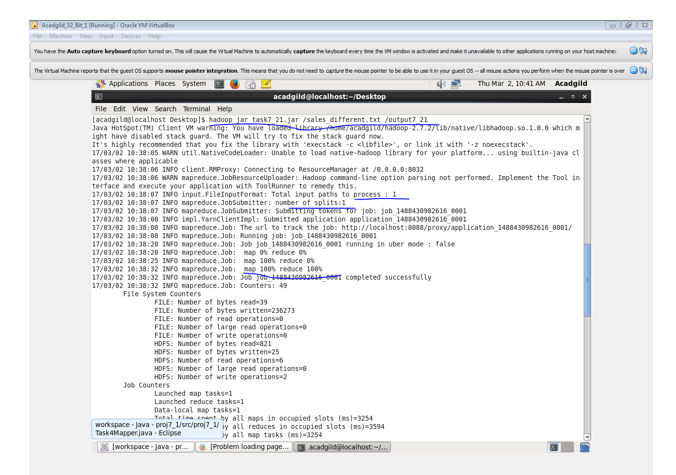 Acadgild_32_Bit_1 [Running] - Oracle VM VirtualBox
File Machine View Input Devices Help
You have the Auto capture keyboard option turned on. This will cause the Virtual Machine to automatically capture the keyboard every time the VM window is activated and make it unavailable to other applications running on your host machine:
The Virtual Machine reports that the guest OS supports mouse pointer integration. This means that you do not need to capture the mouse pointer to be able to use it in your guest OS -- all mouse actions you perform when the mouse pointer is over
Applications Places System Thu Mar 2, 10:41 AM Acadgild
acadgild@localhost:~/Desktop
File Edit View Search Terminal Help
[acadgild@localhost Desktop]$ hadoop jar task7_21.jar /sales_different.txt /output7_21
Java HotSpot(TM) Client VM warning: You have loaded library /home/acadgild/hadoop-2.7.2/lib/native/libhadoop.so.1.0.0 which m
ight have disabled stack guard. The VM will try to fix the stack guard now.
It's highly recommended that you fix the library with 'execstack -c <libfile>', or link it with '-z noexecstack'.
17/03/02 10:38:05 WARN util.NativeCodeLoader: Unable to load native-hadoop library for your platform... using builtin-java cl
asses where applicable
17/03/02 10:38:06 INFO client.RMProxy: Connecting to ResourceManager at /0.0.0.0:8032
17/03/02 10:38:06 WARN mapreduce.JobResourceUploader: Hadoop command-line option parsing not performed. Implement the Tool in
terface and execute your application with ToolRunner to remedy this.
17/03/02 10:38:07 INFO input.FileInputFormat: Total input paths to process : 1
17/03/02 10:38:07 INFO mapreduce.JobSubmitter: number of splits:1
17/03/02 10:38:07 INFO mapreduce.JobSubmitter: Submitting tokens for job: job_1488430982616_0001
17/03/02 10:38:08 INFO impl.YarnClientImpl: Submitted application application_1488430982616_0001
17/03/02 10:38:08 INFO mapreduce.Job: The url to track the job: http://localhost:8088/proxy/application_1488430982616_0001/
17/03/02 10:38:08 INFO mapreduce.Job: Running job: job_1488430982616_0001
17/03/02 10:38:20 INFO mapreduce.Job: Job job_1488430982616_0001 running in uber mode : false
17/03/02 10:38:20 INFO mapreduce.Job:  map 0% reduce 0%
17/03/02 10:38:25 INFO mapreduce.Job:  map 100% reduce 0%
17/03/02 10:38:32 INFO mapreduce.Job:  map 100% reduce 100%
17/03/02 10:38:32 INFO mapreduce.Job: Job job_1488430982616_0001 completed successfully
17/03/02 10:38:32 INFO mapreduce.Job: Counters: 49
File System Counters
FILE: Number of bytes read=39
FILE: Number of bytes written=236273
FILE: Number of read operations=0
FILE: Number of large read operations=0
FILE: Number of write operations=0
HDFS: Number of bytes read=821
HDFS: Number of bytes written=25
HDFS: Number of read operations=6
HDFS: Number of large read operations=0
HDFS: Number of write operations=2
Job Counters
Launched map tasks=1
Launched reduce tasks=1
Data-local map tasks=1
Total time spent by all maps in occupied slots (ms)=3254
by all reduces in occupied slots (ms)=3594
by all map tasks (ms)=3254
workspace - Java - proj7_1/src/proj7_1/
Task4Mapper.java - Eclipse
[workspace - Java - pr... [Problem loading page... acadgild@localhost:~/...